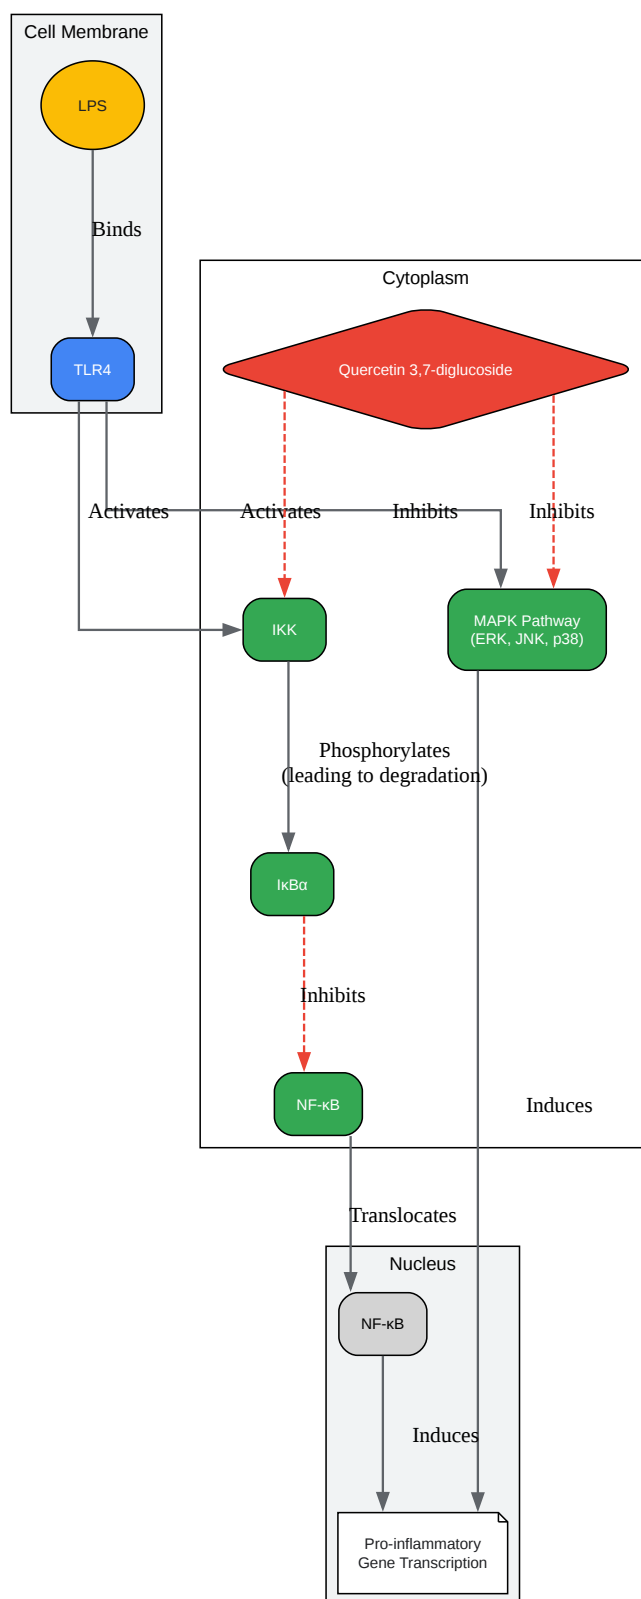 Cell Membrane
LPS
Binds
Cytoplasm
Quercetin 3,7-diglucoside
TLR4
Activates
Activates
Inhibits
Inhibits
IKK
MAPK Pathway
(ERK, JNK, p38)
Phosphorylates
(leading to degradation)
IκBα
Inhibits
NF-κB
Induces
Translocates
Nucleus
NF-κB
Induces
Pro-inflammatory
Gene Transcription